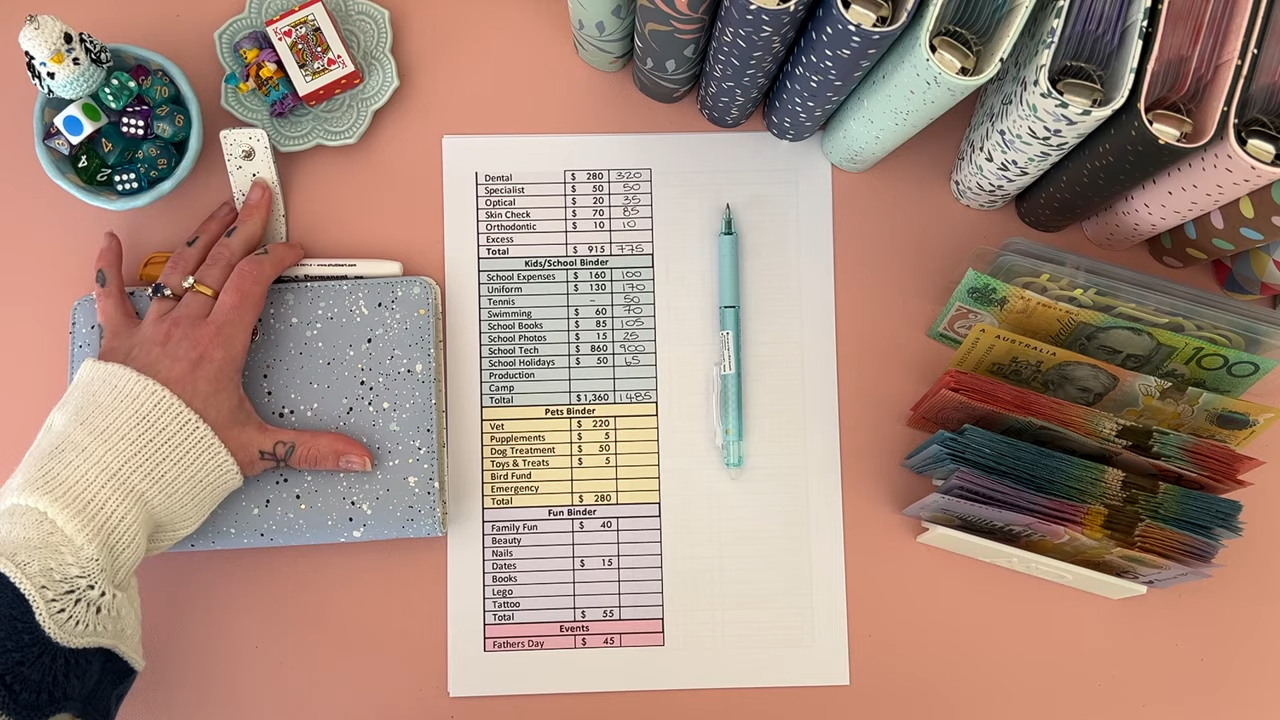 Dental $ 280 320
Specialist $ 50 50
Optical $ 20 35
Skin Check $ 70 85
Orthodontic $ 10 10
Excess
Total $ 915 775
Kids/School Binder
School Expenses $ 160 100
Uniform $ 130 170
Tennis – 50
Swimming $ 60 70
School Books $ 85 105
School Photos $ 15 25
School Tech $ 860 900
School Holidays $ 50 65
Production
Camp
Toltal $1,360 1485
Pets Binder
Vet $ 220
Pupplements $ 5
Dog Treatment $ 50
Toys & Treats $ 5
Bird Fund
Emergency
Total $ 280
Fun Binder
Family Fun $ 40
Beauty
Nails
Dates $ 15
Books
Lego
Tattoo
Total $ 55
Events
Fathers Day $ 45
K
K
70
4
6
Permanent
AUSTRALIA
100